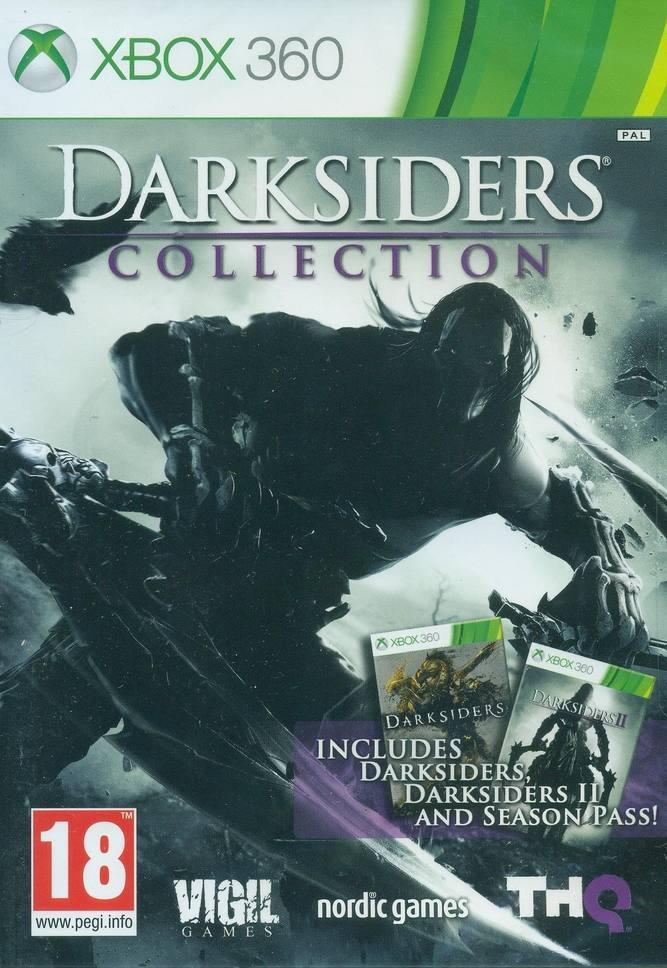 XBOX 360
PAL
DARKSIDERS®
COLLECTION
XBOX 360
DARKSIDERS
XBOX 360
DARKSIDERS II
INCLUDES
DARKSIDERS,
DARKSIDERS II
AND SEASON PASS!
18™
www.pegi.info
VIGIL
GAMES
nordic® games
THQ®